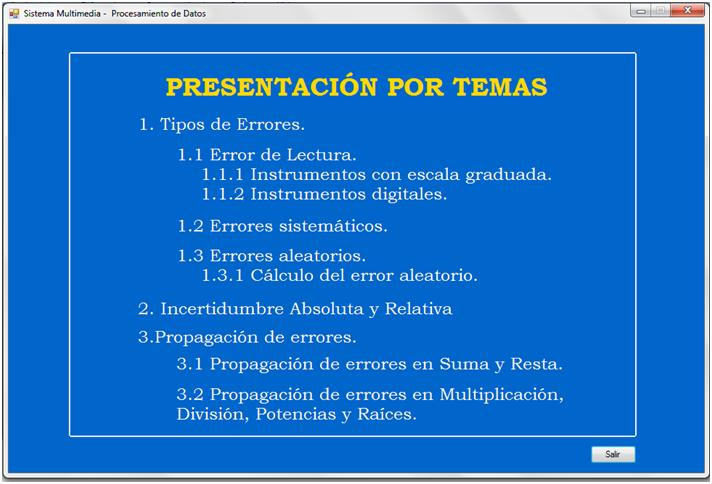 Sistema Multimedia - Procesamiento de Datos
PRESENTACIÓN POR TEMAS
1. Tipos de Errores.
1.1 Error de Lectura.
1.1.1 Instrumentos con escala graduada.
1.1.2 Instrumentos digitales.
1.2 Errores sistemáticos.
1.3 Errores aleatorios.
1.3.1 Cálculo del error aleatorio.
2. Incertidumbre Absoluta y Relativa
3.Propagación de errores.
3.1 Propagación de errores en Suma y Resta.
3.2 Propagación de errores en Multiplicación,
División, Potencias y Raíces.
Salir